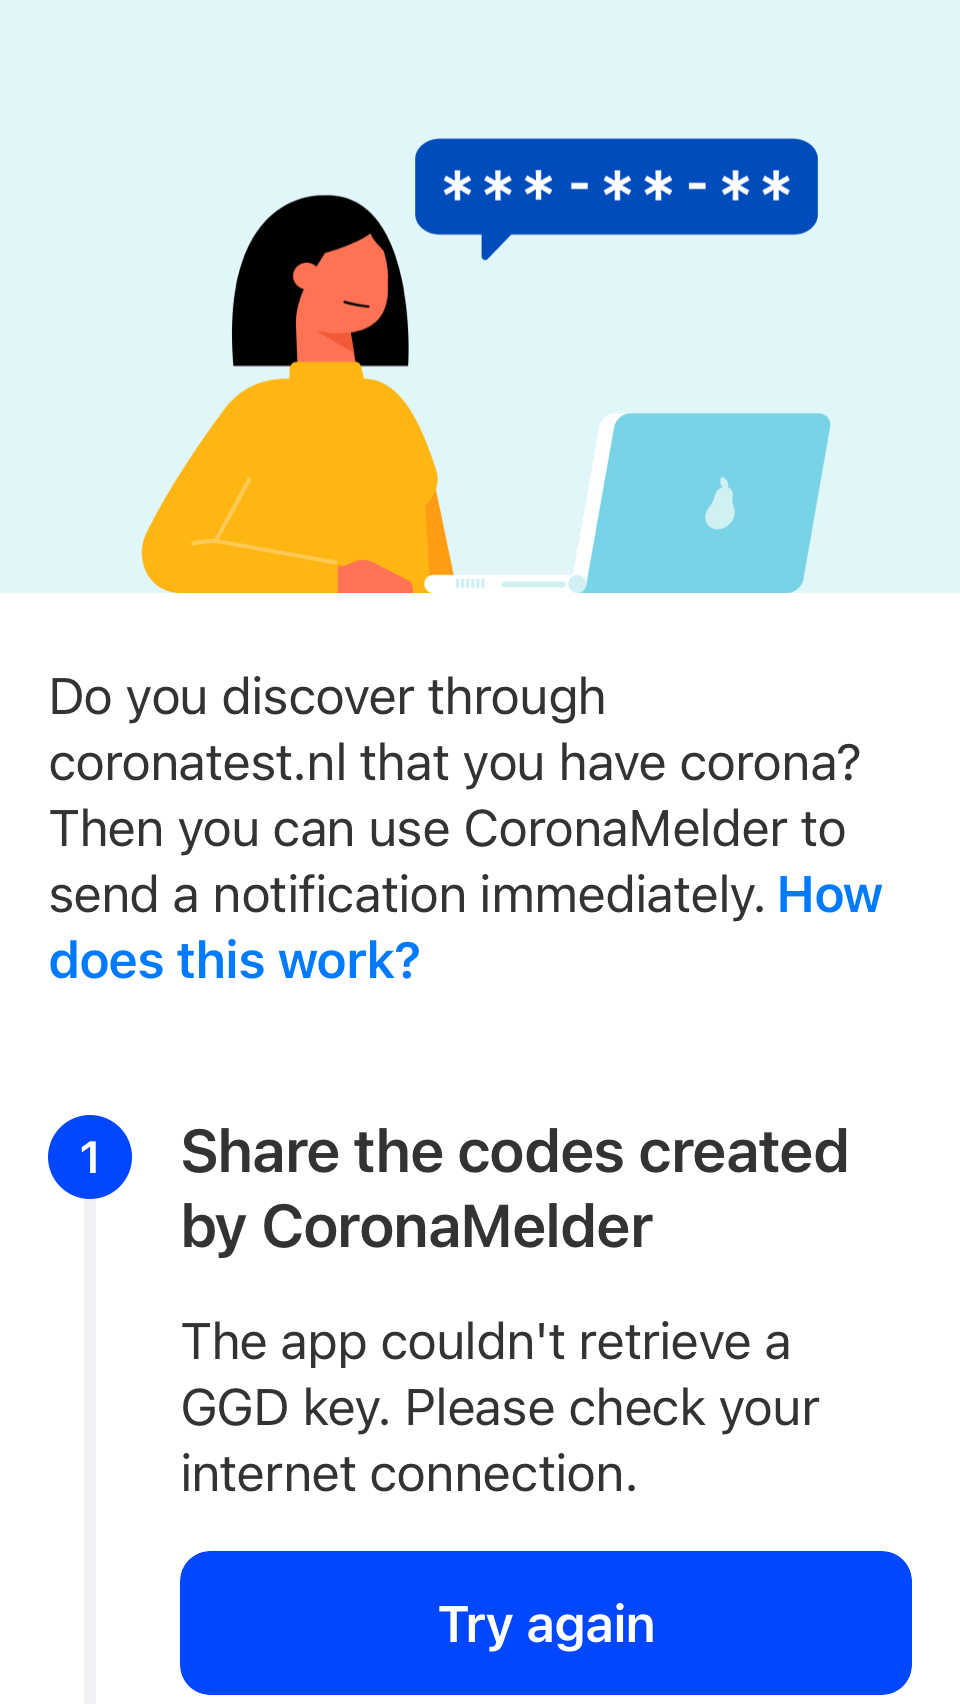 ***-**-**
Do you discover through
coronatest.nl that you have corona?
Then you can use CoronaMelder to
send a notification immediately. How
does this work?
1
Share the codes created
by CoronaMelder
The app couldn't retrieve a
GGD key. Please check your
internet connection.
Try again